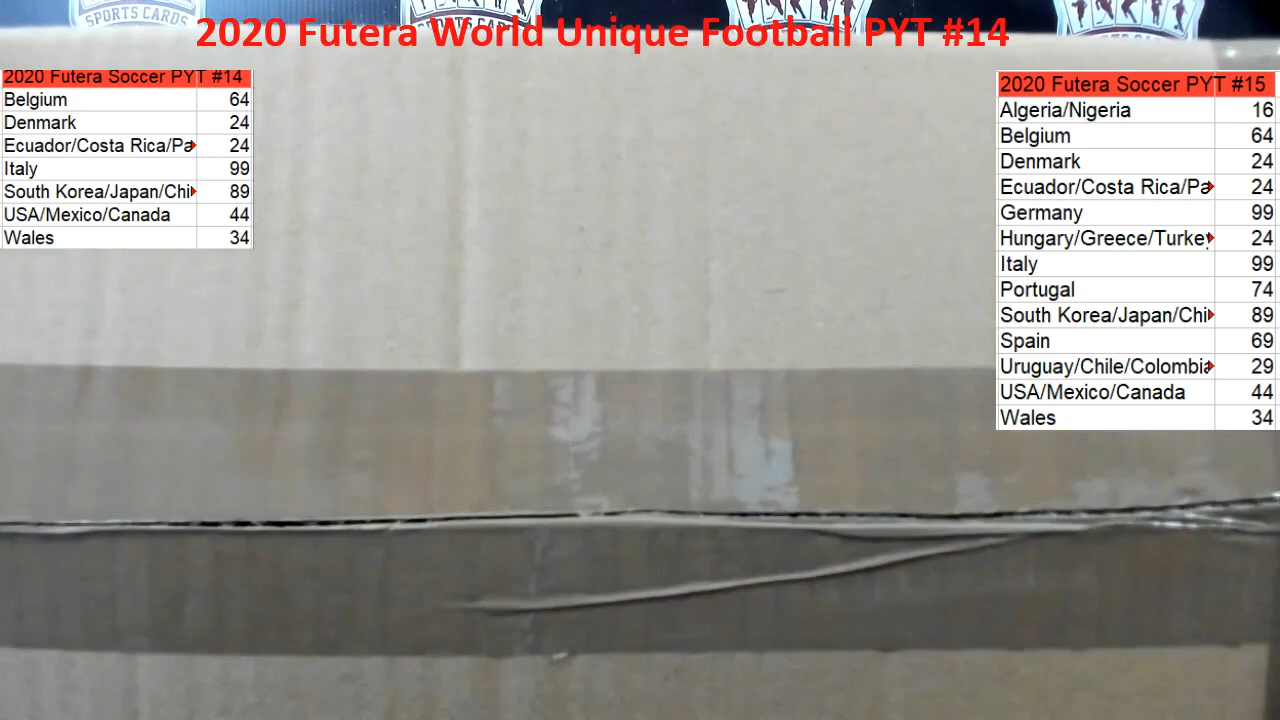 SPORTS CARDS
SPORTS CARDS
2020 Futera World Unique Football PYT #14
2020 Futera Soccer PYT #14
Belgium 64
Denmark 24
Ecuador/Costa Rica/Pa 24
Italy 99
South Korea/Japan/Chi 89
USA/Mexico/Canada 44
Wales 34
2020 Futera Soccer PYT #15
Algeria/Nigeria 16
Belgium 64
Denmark 24
Ecuador/Costa Rica/Pa 24
Germany 99
Hungary/Greece/Turkey 24
Italy 99
Portugal 74
South Korea/Japan/Chi 89
Spain 69
Uruguay/Chile/Colombia 29
USA/Mexico/Canada 44
Wales 34